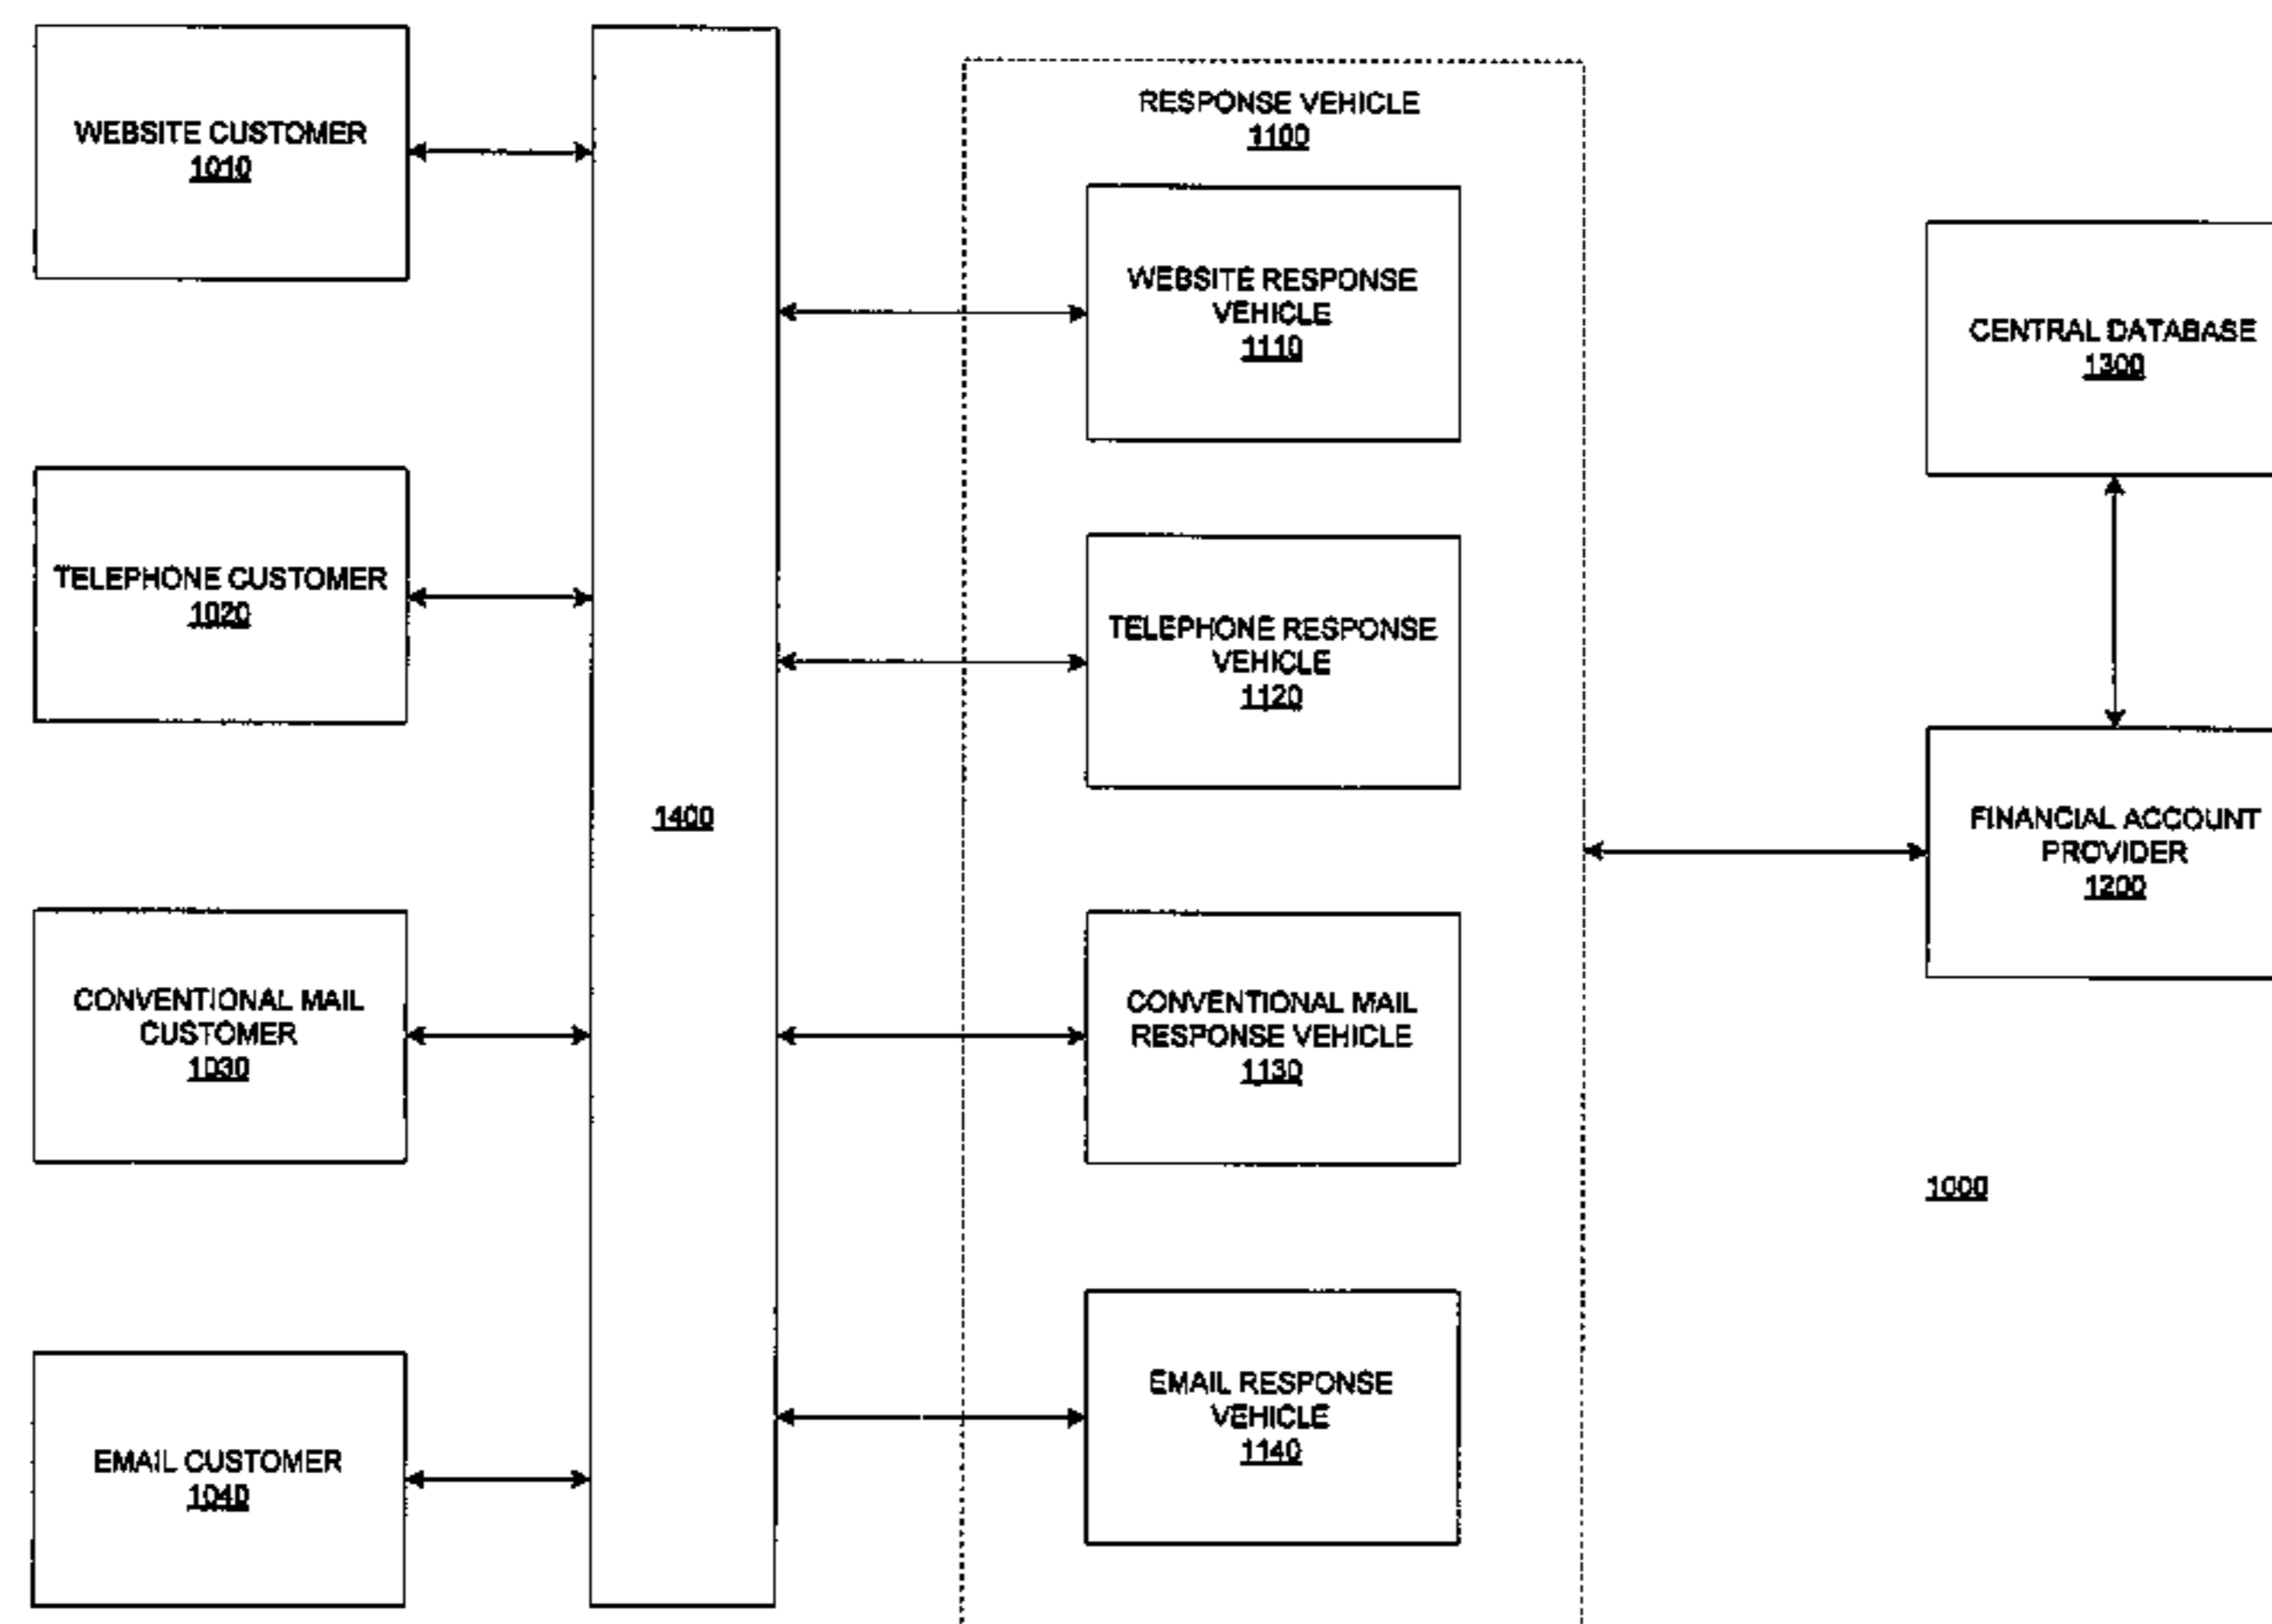 WEBSITE CUSTOMER
1010
TELEPHONE CUSTOMER
1020
CONVENTIONAL MAIL
CUSTOMER
1030
EMAIL CUSTOMER
1040
1400
RESPONSE VEHICLE
1100
WEBSITE RESPONSE
VEHICLE
1110
TELEPHONE RESPONSE
VEHICLE
1120
CONVENTIONAL MAIL
RESPONSE VEHICLE
1130
EMAIL RESPONSE
VEHICLE
1140
CENTRAL DATABASE
1300
FINANCIAL ACCOUNT
PROVIDER
1200
1000